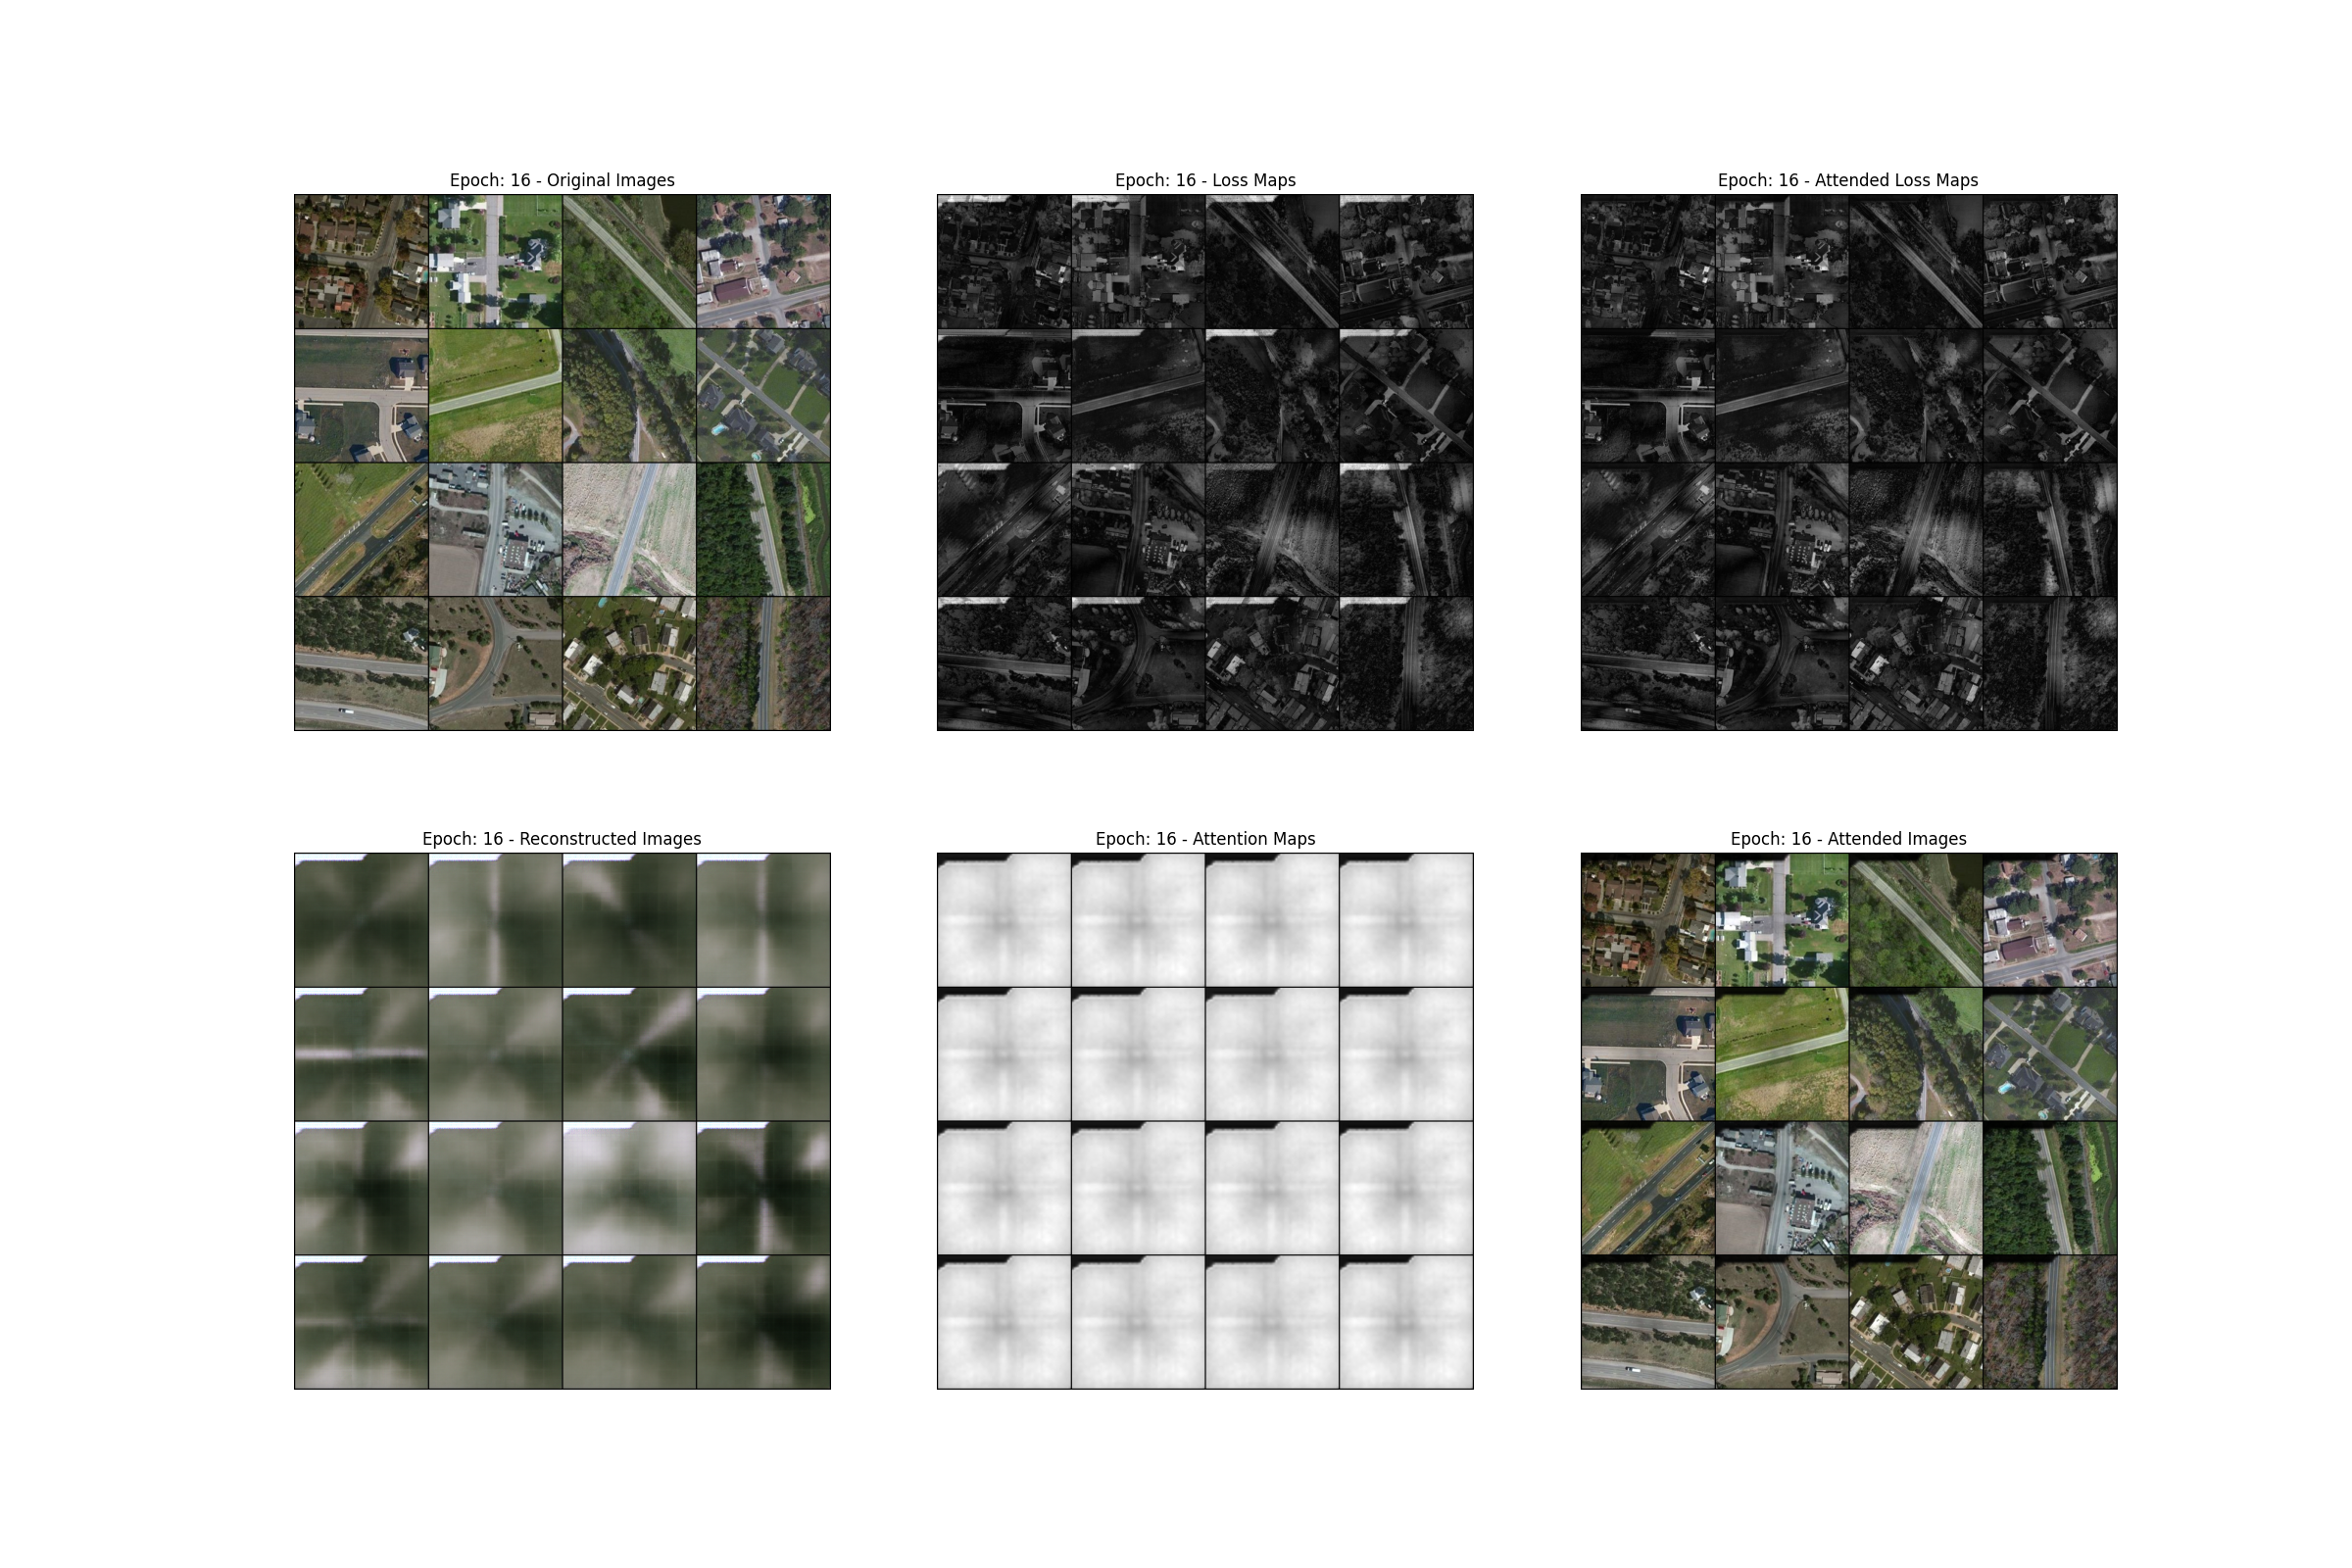 Epoch: 16 - Original Images
Epoch: 16 - Loss Maps
Epoch: 16 - Attended Loss Maps
Epoch: 16 - Reconstructed Images
Epoch: 16 - Attention Maps
Epoch: 16 - Attended Images